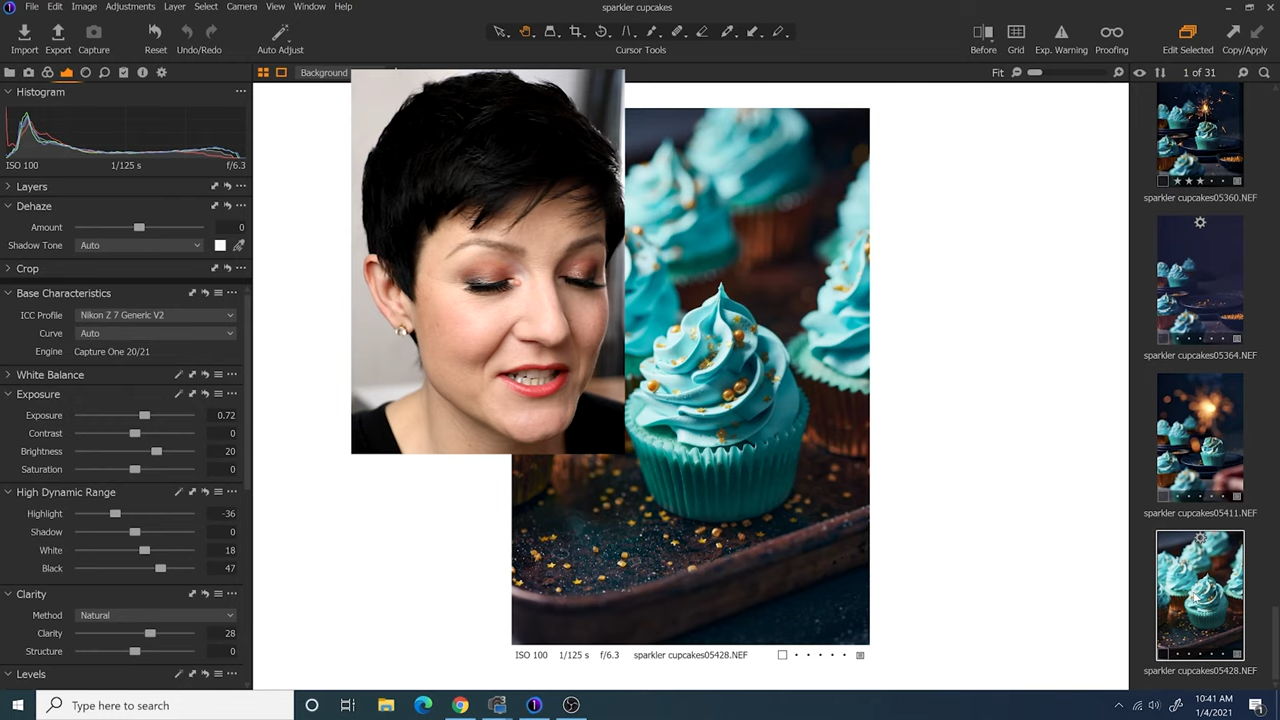 File Edit Image Adjustments Layer Select Camera View Window Help
sparkler cupcakes
Import Export Capture Reset Undo/Redo Auto Adjust Cursor Tools Before Grid Exp. Warning Proofing Edit Selected Copy/Apply
Background
Fit
1 of 31
Histogram
ISO 100 1/125 s f/6.3
Layers
Dehaze
Amount 0
Shadow Tone Auto
Crop
Base Characteristics
ICC Profile Nikon Z 7 Generic V2
Curve Auto
Engine Capture One 20/21
White Balance
Exposure
Exposure 0.72
Contrast 0
Brightness 20
Saturation 0
High Dynamic Range
Highlight -36
Shadow 0
White 18
Black 47
Clarity
Method Natural
Clarity 28
Structure 0
Levels
ISO 100 1/125 s f/6.3 sparkler cupcakes05428.NEF
sparkler cupcakes05360.NEF
sparkler cupcakes05364.NEF
sparkler cupcakes05411.NEF
sparkler cupcakes05428.NEF
Type here to search
10:41 AM
1/4/2021